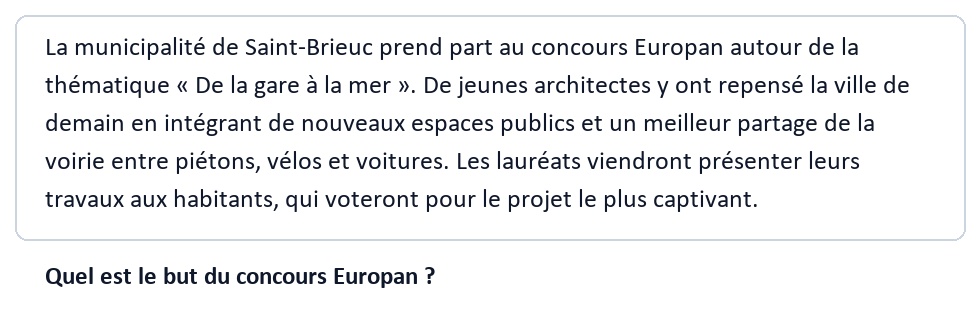 La municipalité de Saint-Brieuc prend part au concours Europan autour de la
thématique « De la gare à la mer ». De jeunes architectes y ont repensé la ville de
demain en intégrant de nouveaux espaces publics et un meilleur partage de la
voirie entre piétons, vélos et voitures. Les lauréats viendront présenter leurs
travaux aux habitants, qui voteront pour le projet le plus captivant.
Quel est le but du concours Europan ?